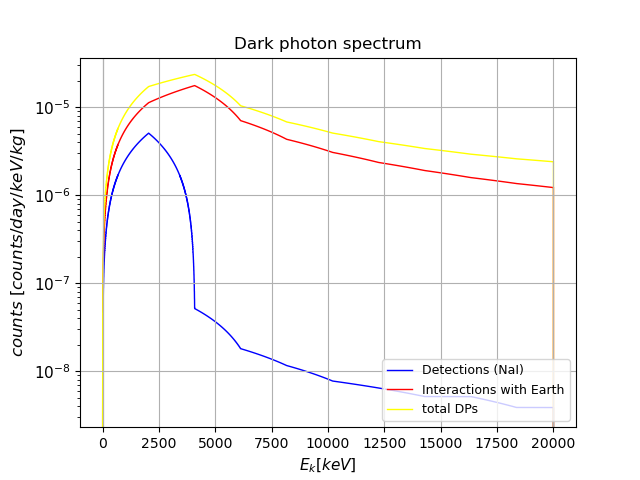 Dark photon spectrum
counts [counts/day/keV/kg]
10⁻⁵
10⁻⁶
10⁻⁷
10⁻⁸
Detections (NaI)
Interactions with Earth
total DPs
0 2500 5000 7500 10000 12500 15000 17500 20000
Eₖ[keV]